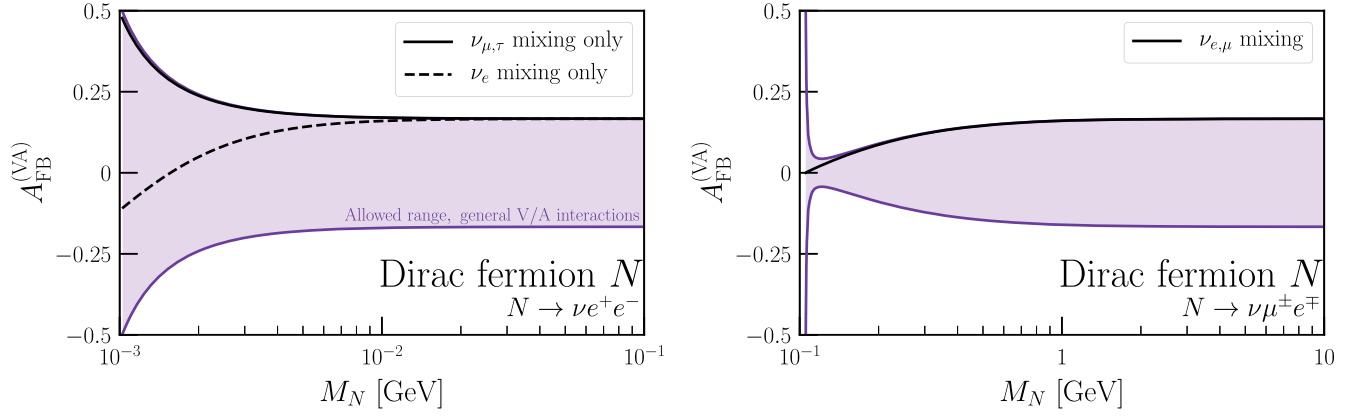 0.5
0.25
0
−0.25
−0.5
A_FB^(VA)
ν_μ,τ mixing only
ν_e mixing only
Allowed range, general V/A interactions
Dirac fermion N
N → νe⁺e⁻
10⁻³
10⁻²
10⁻¹
M_N [GeV]
0.5
0.25
0
−0.25
−0.5
A_FB^(VA)
ν_e,μ mixing
Dirac fermion N
N → νμ^±e^∓
10⁻¹
1
10
M_N [GeV]